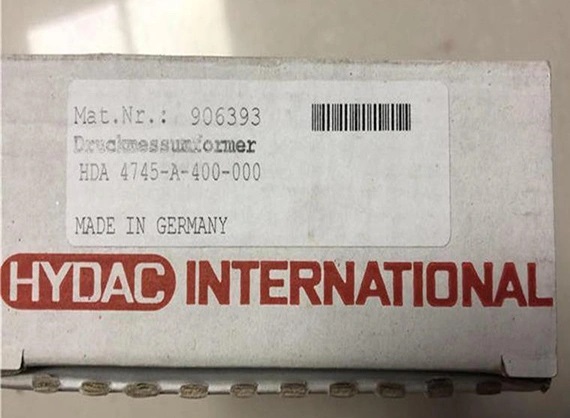 Mat.Nr.: 906393
Druckmessumformer
HDA 4745-A-400-000
MADE IN GERMANY
HYDAC INTERNATIONAL